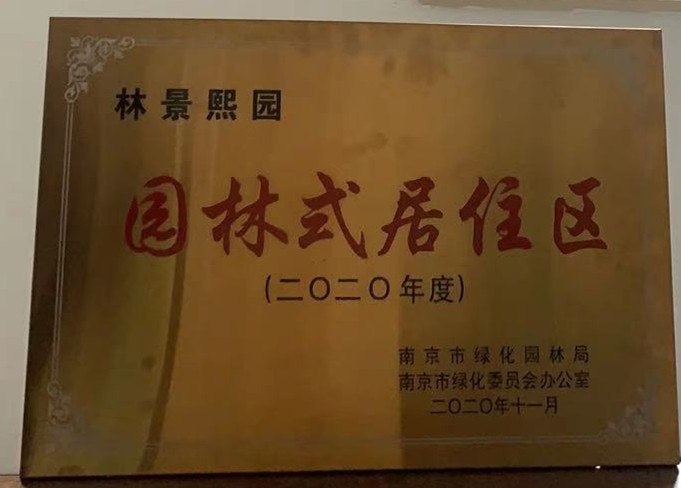 林景熙园
园林式居住区
(二〇二〇年度)
南京市绿化园林局
南京市绿化委员会办公室
二〇二〇年十一月